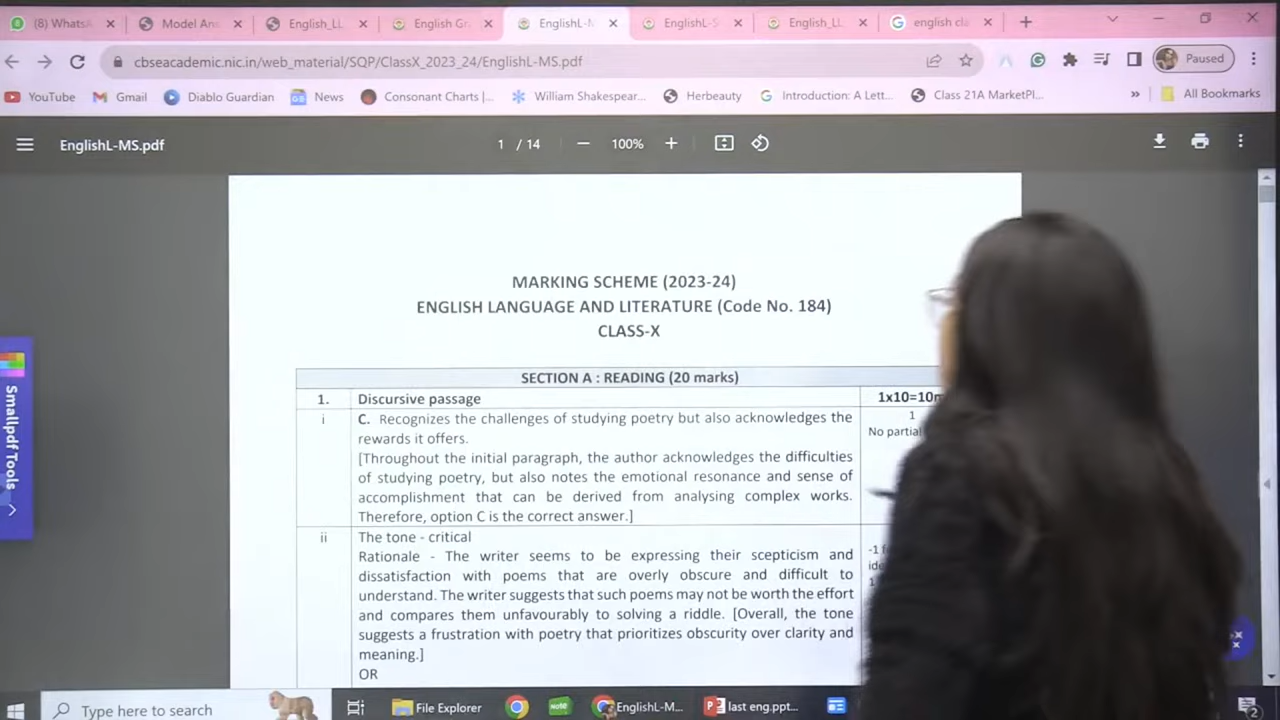 (8) Whats
Model An
English_LL
English Gr
EnglishL-M
EnglishL-S
English_LL
english cla
cbseacademic.nic.in/web_material/SQP/ClassX_2023_24/EnglishL-MS.pdf
Paused
YouTube
Gmail
Diablo Guardian
News
Consonant Charts |...
William Shakespear...
Herbeauty
Introduction: A Lett...
Class 21A MarketPl...
»
All Bookmarks
EnglishL-MS.pdf
1 / 14
100%
MARKING SCHEME (2023-24)
ENGLISH LANGUAGE AND LITERATURE (Code No. 184)
CLASS-X
SECTION A : READING (20 marks)
1. Discursive passage 1x10=10m
i C. Recognizes the challenges of studying poetry but also acknowledges the 1
rewards it offers. No partial
[Throughout the initial paragraph, the author acknowledges the difficulties
of studying poetry, but also notes the emotional resonance and sense of
accomplishment that can be derived from analysing complex works.
Therefore, option C is the correct answer.]
ii The tone - critical
Rationale - The writer seems to be expressing their scepticism and
dissatisfaction with poems that are overly obscure and difficult to
understand. The writer suggests that such poems may not be worth the effort
and compares them unfavourably to solving a riddle. [Overall, the tone
suggests a frustration with poetry that prioritizes obscurity over clarity and
meaning.]
OR
-1 f
ide
1
Smallpdf Tools
Type here to search
File Explorer
Note
EnglishL-M...
last eng.ppt...
2